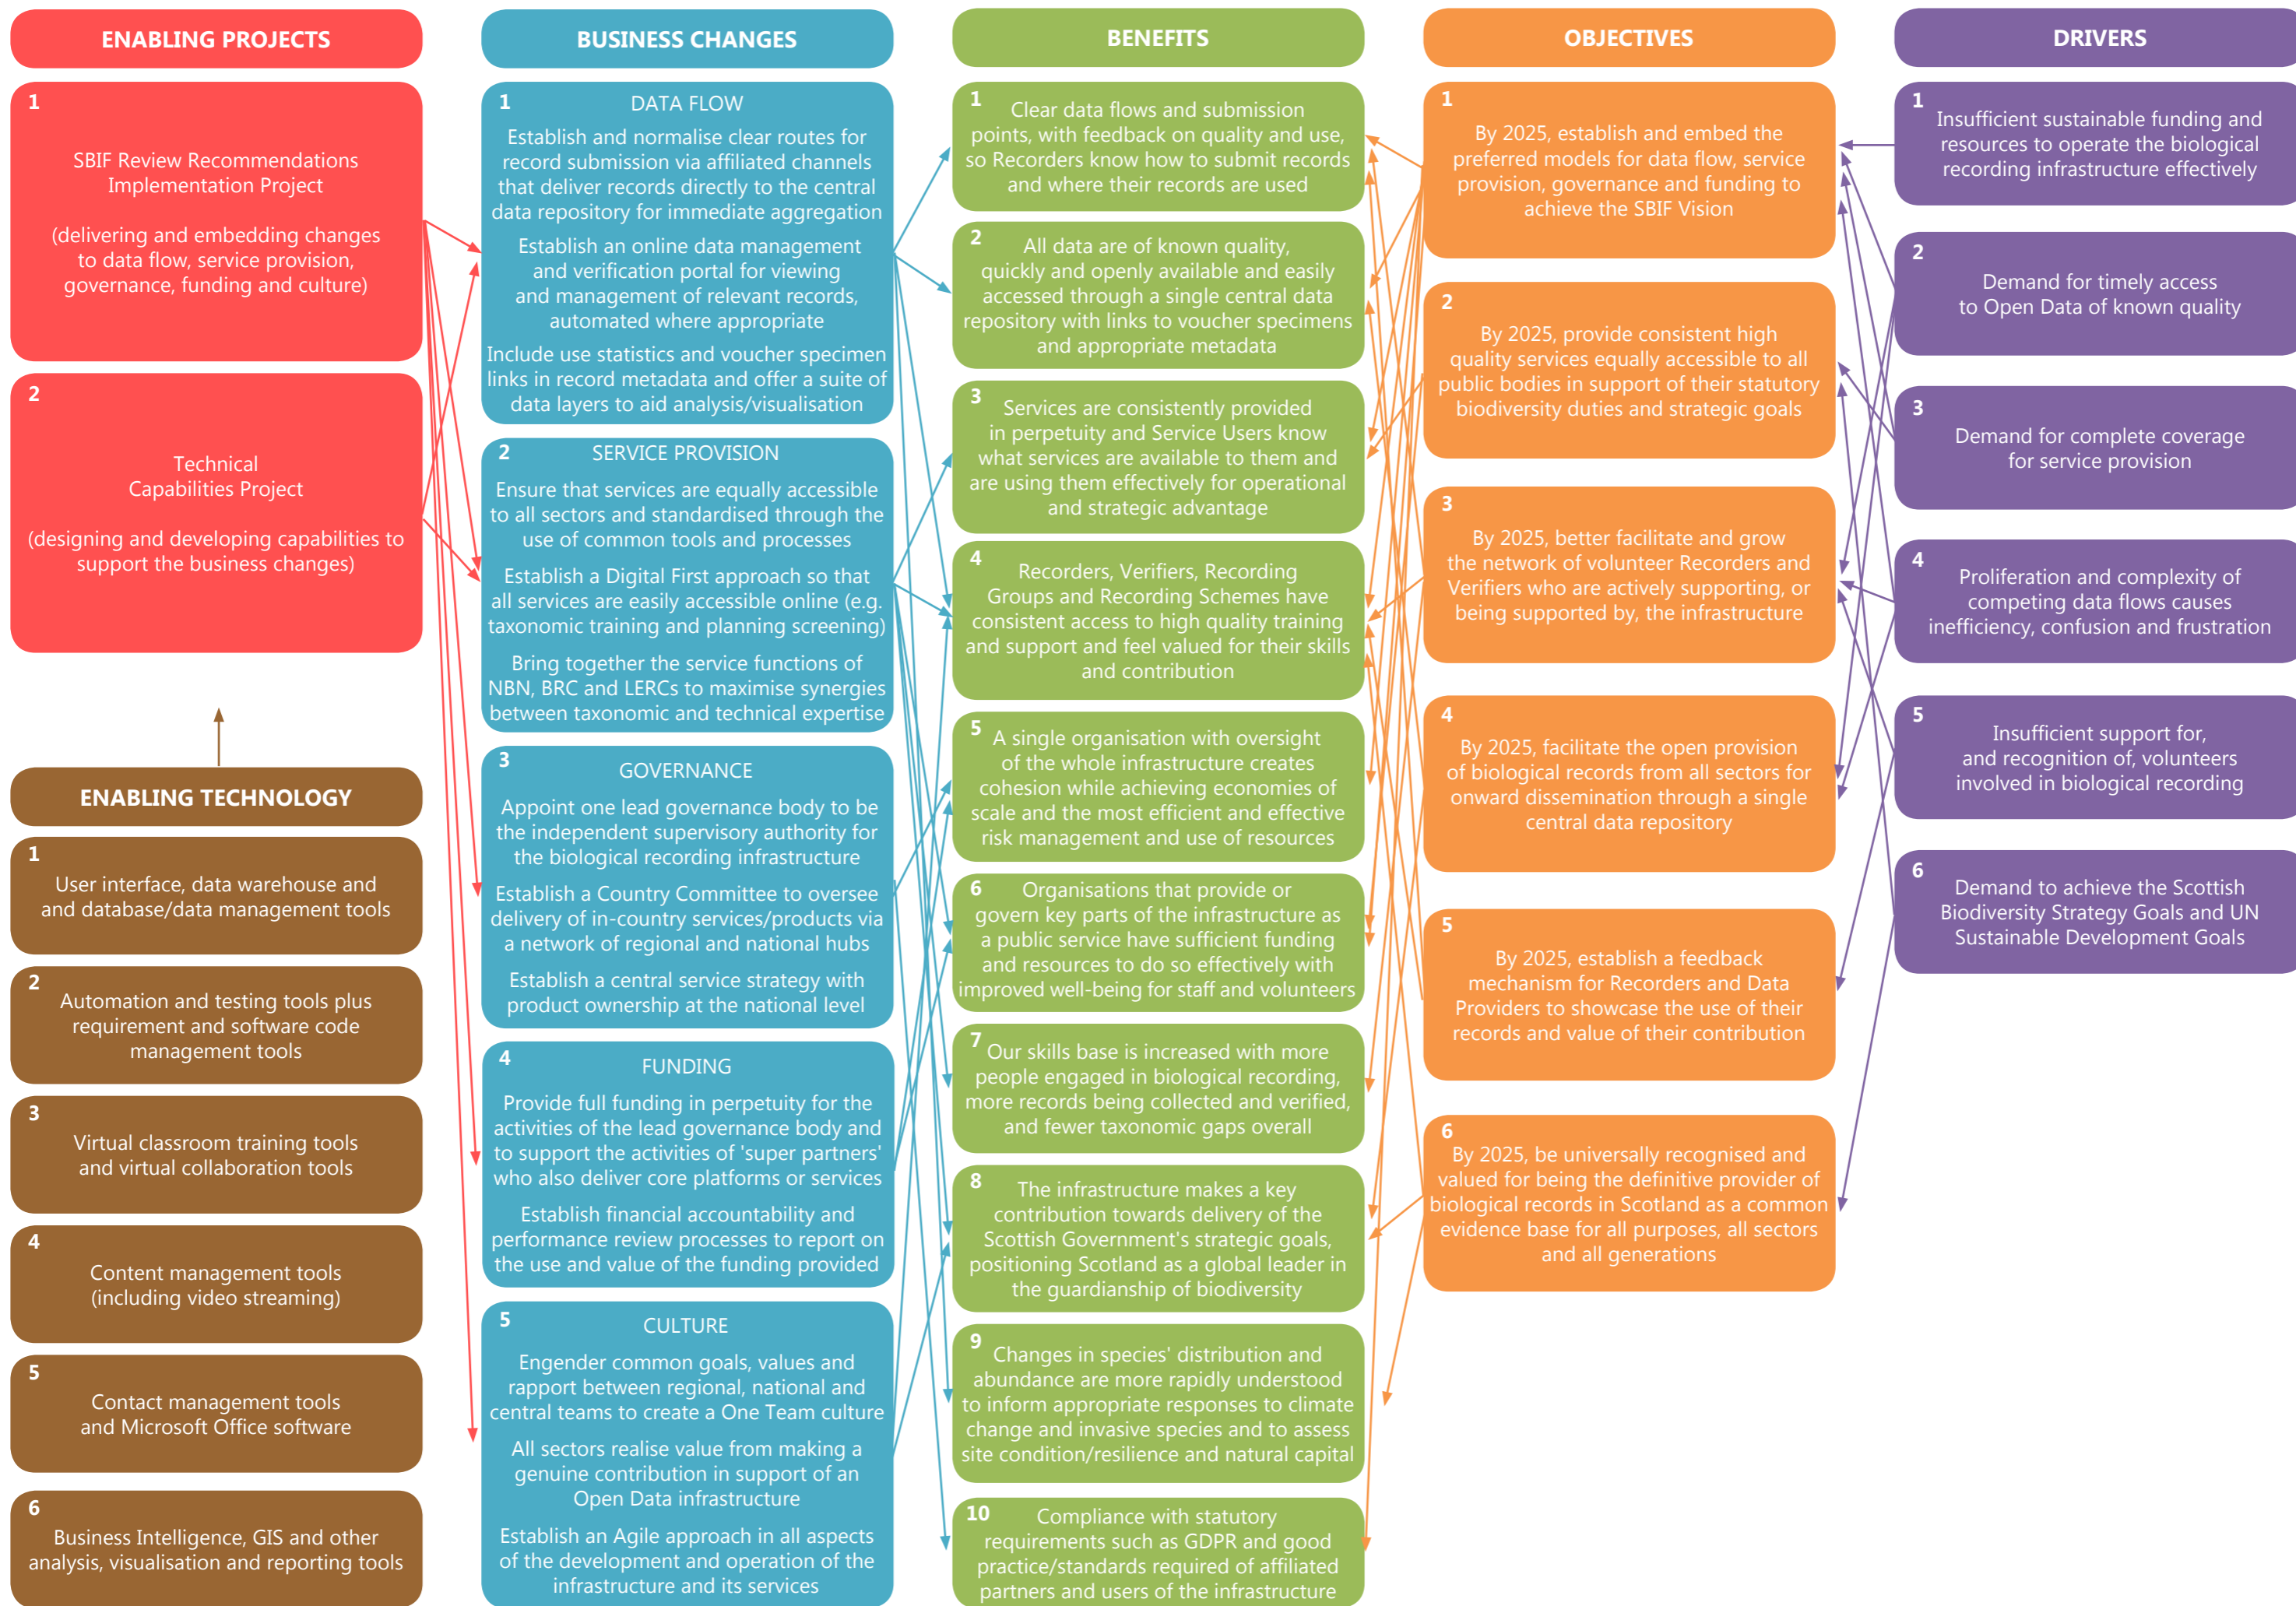 ENABLING PROJECTS
1
SBIF Review Recommendations
Implementation Project
(delivering and embedding changes
to data flow, service provision,
governance, funding and culture)
2
Technical
Capabilities Project
(designing and developing capabilities to
support the business changes)
ENABLING TECHNOLOGY
1
User interface, data warehouse and
and database/data management tools
2
Automation and testing tools plus
requirement and software code
management tools
3
Virtual classroom training tools
and virtual collaboration tools
4
Content management tools
(including video streaming)
5
Contact management tools
and Microsoft Office software
6
Business Intelligence, GIS and other
analysis, visualisation and reporting tools
BUSINESS CHANGES
1
DATA FLOW
Establish and normalise clear routes for
record submission via affiliated channels
that deliver records directly to the central
data repository for immediate aggregation
Establish an online data management
and verification portal for viewing
and management of relevant records,
automated where appropriate
Include use statistics and voucher specimen
links in record metadata and offer a suite of
data layers to aid analysis/visualisation
2
SERVICE PROVISION
Ensure that services are equally accessible
to all sectors and standardised through the
use of common tools and processes
Establish a Digital First approach so that
all services are easily accessible online (e.g.
taxonomic training and planning screening)
Bring together the service functions of
NBN, BRC and LERCs to maximise synergies
between taxonomic and technical expertise
3
GOVERNANCE
Appoint one lead governance body to be
the independent supervisory authority for
the biological recording infrastructure
Establish a Country Committee to oversee
delivery of in-country services/products via
a network of regional and national hubs
Establish a central service strategy with
product ownership at the national level
4
FUNDING
Provide full funding in perpetuity for the
activities of the lead governance body and
to support the activities of 'super partners'
who also deliver core platforms or services
Establish financial accountability and
performance review processes to report on
the use and value of the funding provided
5
CULTURE
Engender common goals, values and
rapport between regional, national and
central teams to create a One Team culture
All sectors realise value from making a
genuine contribution in support of an
Open Data infrastructure
Establish an Agile approach in all aspects
of the development and operation of the
infrastructure and its services
BENEFITS
1
Clear data flows and submission
points, with feedback on quality and use,
so Recorders know how to submit records
and where their records are used
2
All data are of known quality,
quickly and openly available and easily
accessed through a single central data
repository with links to voucher specimens
and appropriate metadata
3
Services are consistently provided
in perpetuity and Service Users know
what services are available to them and
are using them effectively for operational
and strategic advantage
4
Recorders, Verifiers, Recording
Groups and Recording Schemes have
consistent access to high quality training
and support and feel valued for their skills
and contribution
5
A single organisation with oversight
of the whole infrastructure creates
cohesion while achieving economies of
scale and the most efficient and effective
risk management and use of resources
6
Organisations that provide or
govern key parts of the infrastructure as
a public service have sufficient funding
and resources to do so effectively with
improved well-being for staff and volunteers
7
Our skills base is increased with more
people engaged in biological recording,
more records being collected and verified,
and fewer taxonomic gaps overall
8
The infrastructure makes a key
contribution towards delivery of the
Scottish Government's strategic goals,
positioning Scotland as a global leader in
the guardianship of biodiversity
9
Changes in species' distribution and
abundance are more rapidly understood
to inform appropriate responses to climate
change and invasive species and to assess
site condition/resilience and natural capital
10
Compliance with statutory
requirements such as GDPR and good
practice/standards required of affiliated
partners and users of the infrastructure
OBJECTIVES
1
By 2025, establish and embed the
preferred models for data flow, service
provision, governance and funding to
achieve the SBIF Vision
2
By 2025, provide consistent high
quality services equally accessible to all
public bodies in support of their statutory
biodiversity duties and strategic goals
3
By 2025, better facilitate and grow
the network of volunteer Recorders and
Verifiers who are actively supporting, or
being supported by, the infrastructure
4
By 2025, facilitate the open provision
of biological records from all sectors for
onward dissemination through a single
central data repository
5
By 2025, establish a feedback
mechanism for Recorders and Data
Providers to showcase the use of their
records and value of their contribution
6
By 2025, be universally recognised and
valued for being the definitive provider of
biological records in Scotland as a common
evidence base for all purposes, all sectors
and all generations
DRIVERS
1
Insufficient sustainable funding and
resources to operate the biological
recording infrastructure effectively
2
Demand for timely access
to Open Data of known quality
3
Demand for complete coverage
for service provision
4
Proliferation and complexity of
competing data flows causes
inefficiency, confusion and frustration
5
Insufficient support for,
and recognition of, volunteers
involved in biological recording
6
Demand to achieve the Scottish
Biodiversity Strategy Goals and UN
Sustainable Development Goals